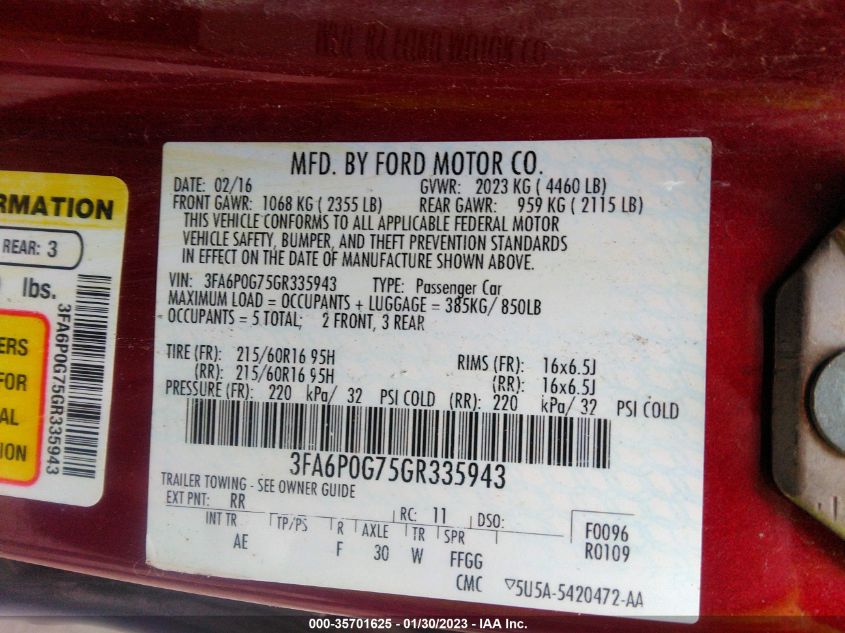 MFD. BY FORD MOTOR CO.
DATE: 02/16 GVWR: 2023 KG ( 4460 LB)
FRONT GAWR: 1068 KG ( 2355 LB) REAR GAWR: 959 KG ( 2115 LB)
THIS VEHICLE CONFORMS TO ALL APPLICABLE FEDERAL MOTOR
VEHICLE SAFETY, BUMPER, AND THEFT PREVENTION STANDARDS
IN EFFECT ON THE DATE OF MANUFACTURE SHOWN ABOVE.
VIN: 3FA6P0G75GR335943 TYPE: Passenger Car
MAXIMUM LOAD = OCCUPANTS + LUGGAGE = 385KG/ 850LB
OCCUPANTS = 5 TOTAL; 2 FRONT, 3 REAR
TIRE (FR): 215/60R16 95H RIMS (FR): 16x6.5J
(RR): 215/60R16 95H (RR): 16x6.5J
PRESSURE (FR): 220 kPa/ 32 PSI COLD (RR): 220 kPa/ 32 PSI COLD
3FA6P0G75GR335943
TRAILER TOWING - SEE OWNER GUIDE
EXT PNT: RR RC: 11 DSO: F0096
INT TR TP/PS R AXLE TR SPR R0109
AE F 30 W FFGG
CMC 5U5A-5420472-AA
RMATION
REAR: 3
lbs.
ERS
FOR
AL
TION
3FA6P0G75GR335943
000-35701625 - 01/30/2023 - IAA Inc.